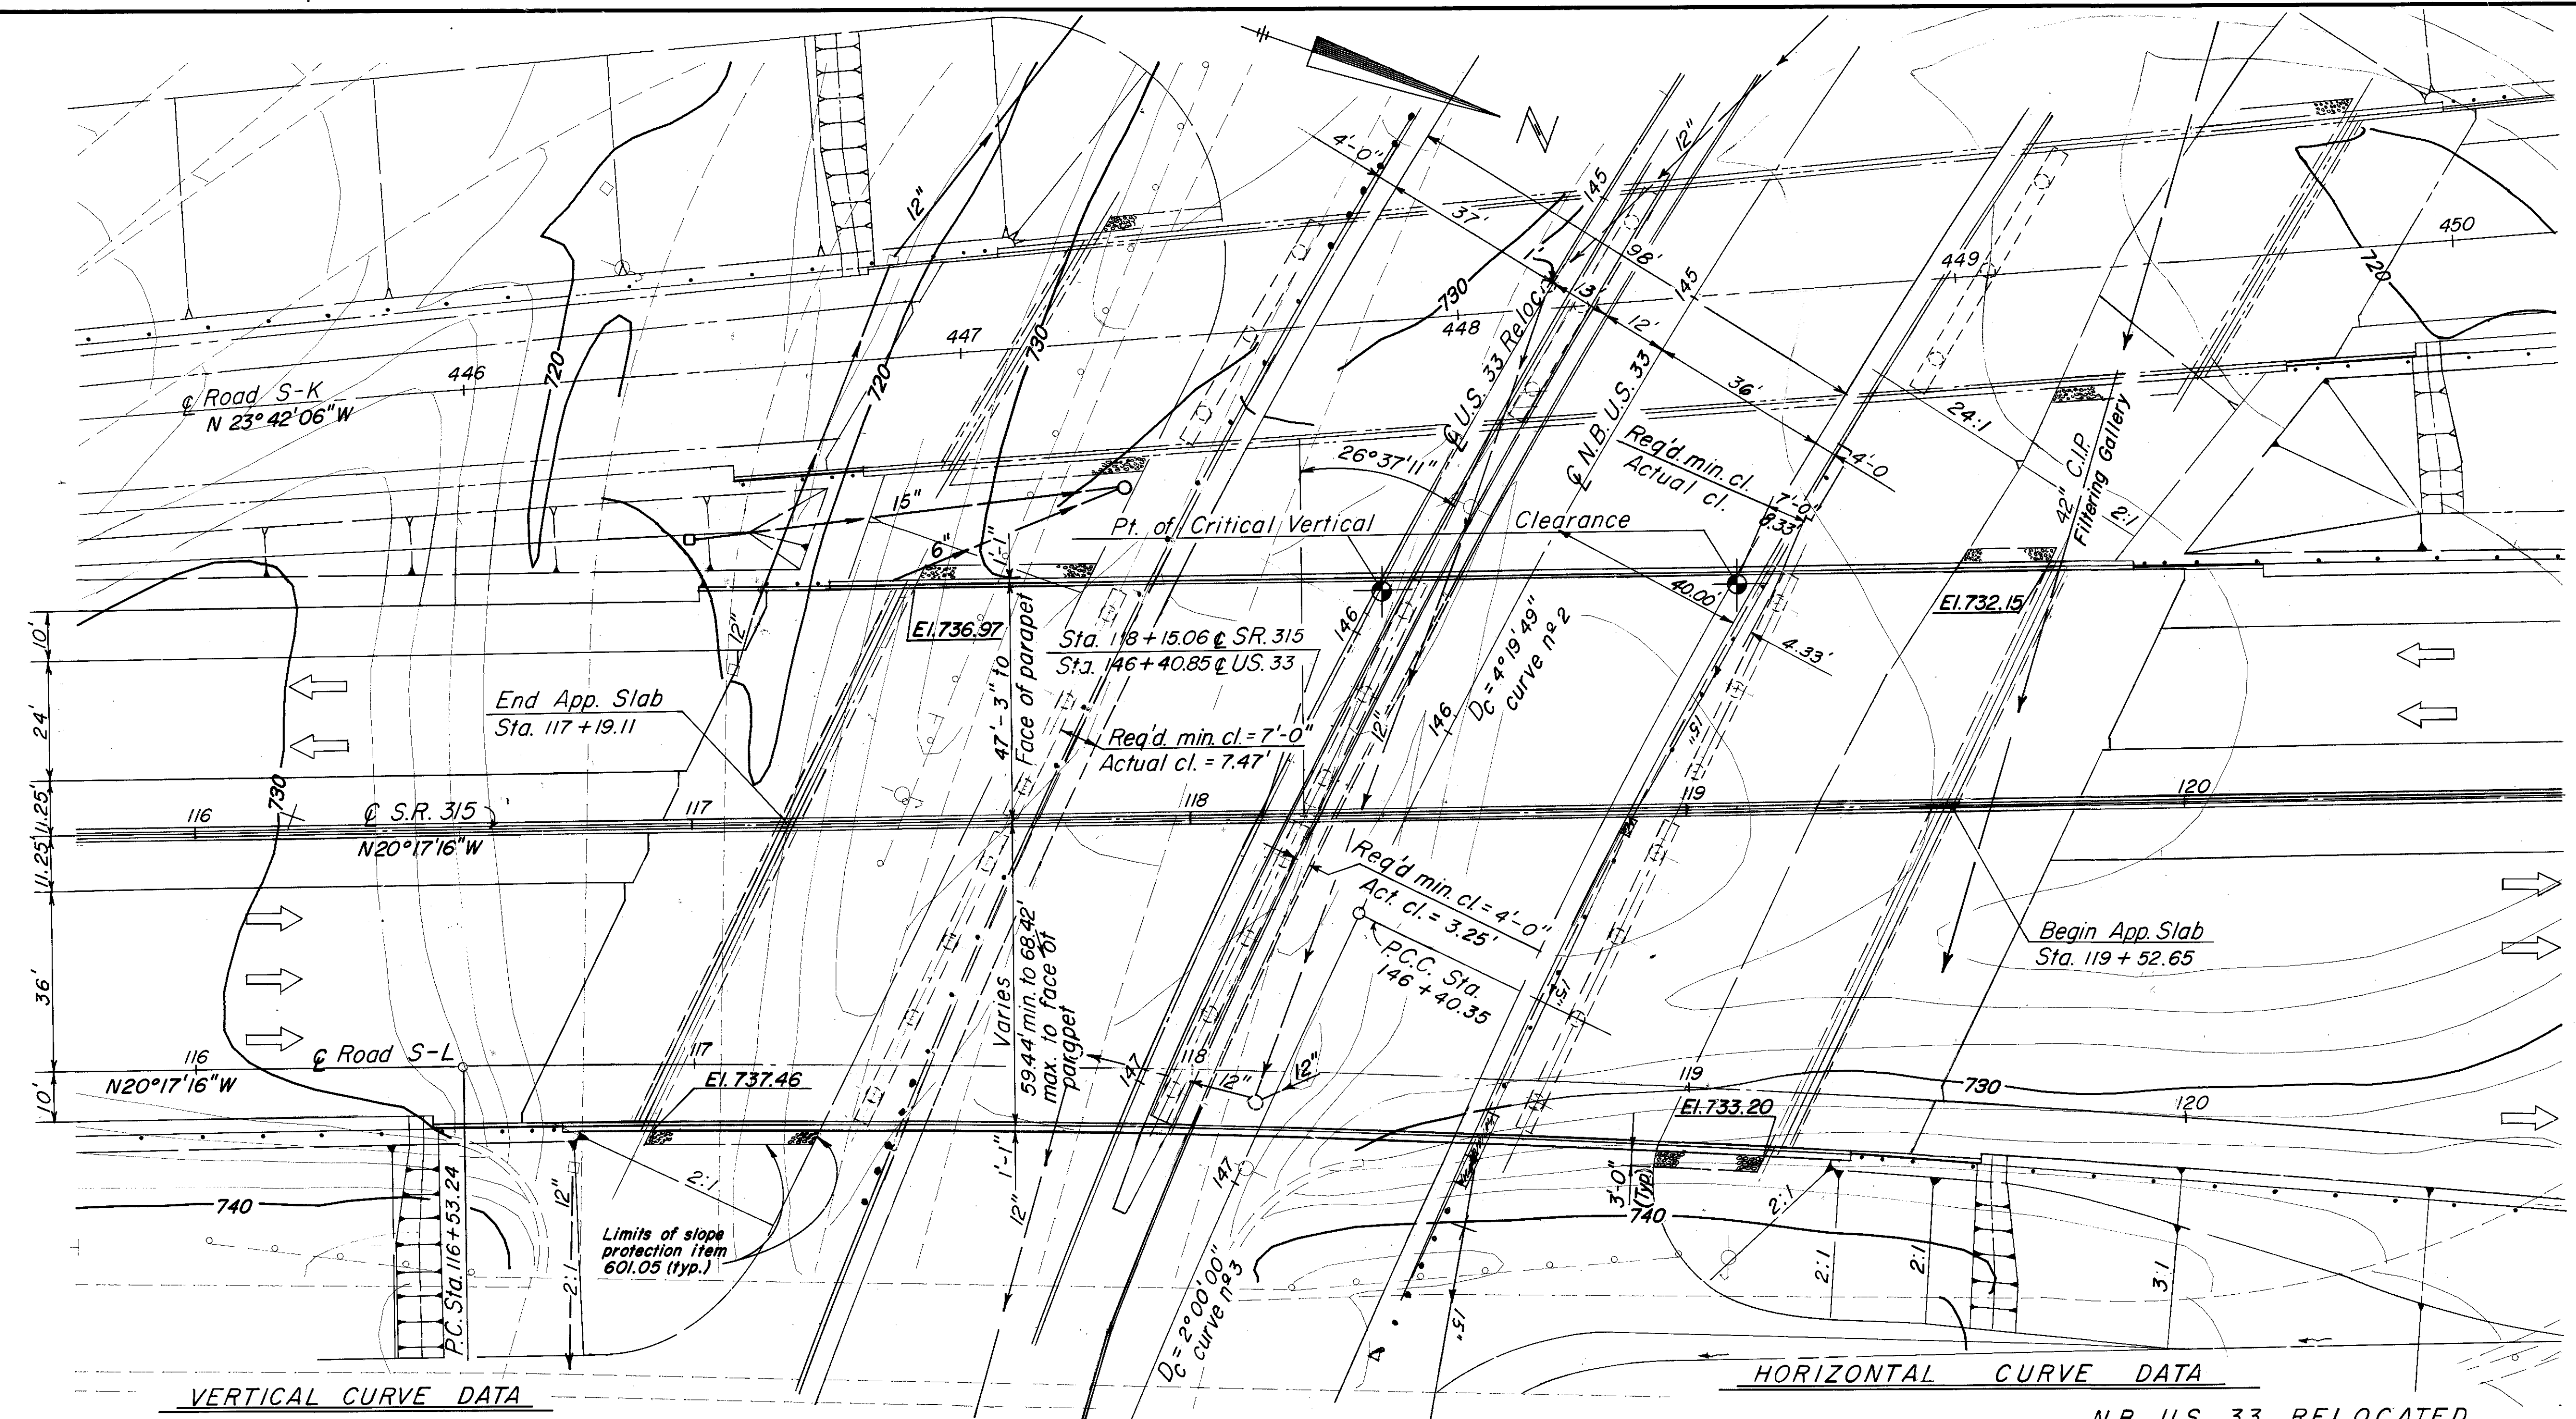 12"
4'-0"
37'
1'
98'
13'
12'
36'
4'-0
145
145
12"
730
448
449
450
720
447
730
720
446
720
℄ Road S-K
N 23°42'06"W
℄ U.S. 33 Reloc.
℄ N.B. U.S. 33
26°37'11"
Req'd. min. cl.
Actual cl.
7'-0"
8.33'
24:1
42" C.I.P.
Filtering Gallery
2:1
15"
6"
1'-1"
Pt. of Critical Vertical Clearance
40.00'
4.33'
El. 736.97
El. 732.15
Sta. 118+15.06 ℄ SR. 315
Sta. 146+40.85 ℄ US. 33
146
146
Dc = 4°19'49"
curve nº 2
12"
10'
24'
11.25'
11.25'
36'
10'
End App. Slab
Sta. 117+19.11
47'-3" to
Face of parapet
Req'd. min. cl. = 7'-0"
Actual cl. = 7.47'
12"
15"
730
116
℄ S.R. 315
N20°17'16"W
117
118
119
120
Req'd min. cl. = 4'-0"
Act. cl. = 3.25'
P.C.C. Sta.
146+40.35
15"
Begin App. Slab
Sta. 119+52.65
Varies
59.44' min. to 68.42'
max. to face of
parapet
116
℄ Road S-L
N20°17'16"W
117
118
119
120
El. 737.46
147
12"
12"
730
El. 733.20
1'-1"
147
12"
3'-0"
(Typ.)
740
740
P.C. Sta. 116+53.24
12"
2:1
2:1
Limits of slope
protection item
601.05 (typ.)
Dc = 2°00'00"
curve nº 3
15"
2:1
2:1
2:1
3:1
VERTICAL CURVE DATA
HORIZONTAL CURVE DATA
N.B. U.S. 33 RELOCATED